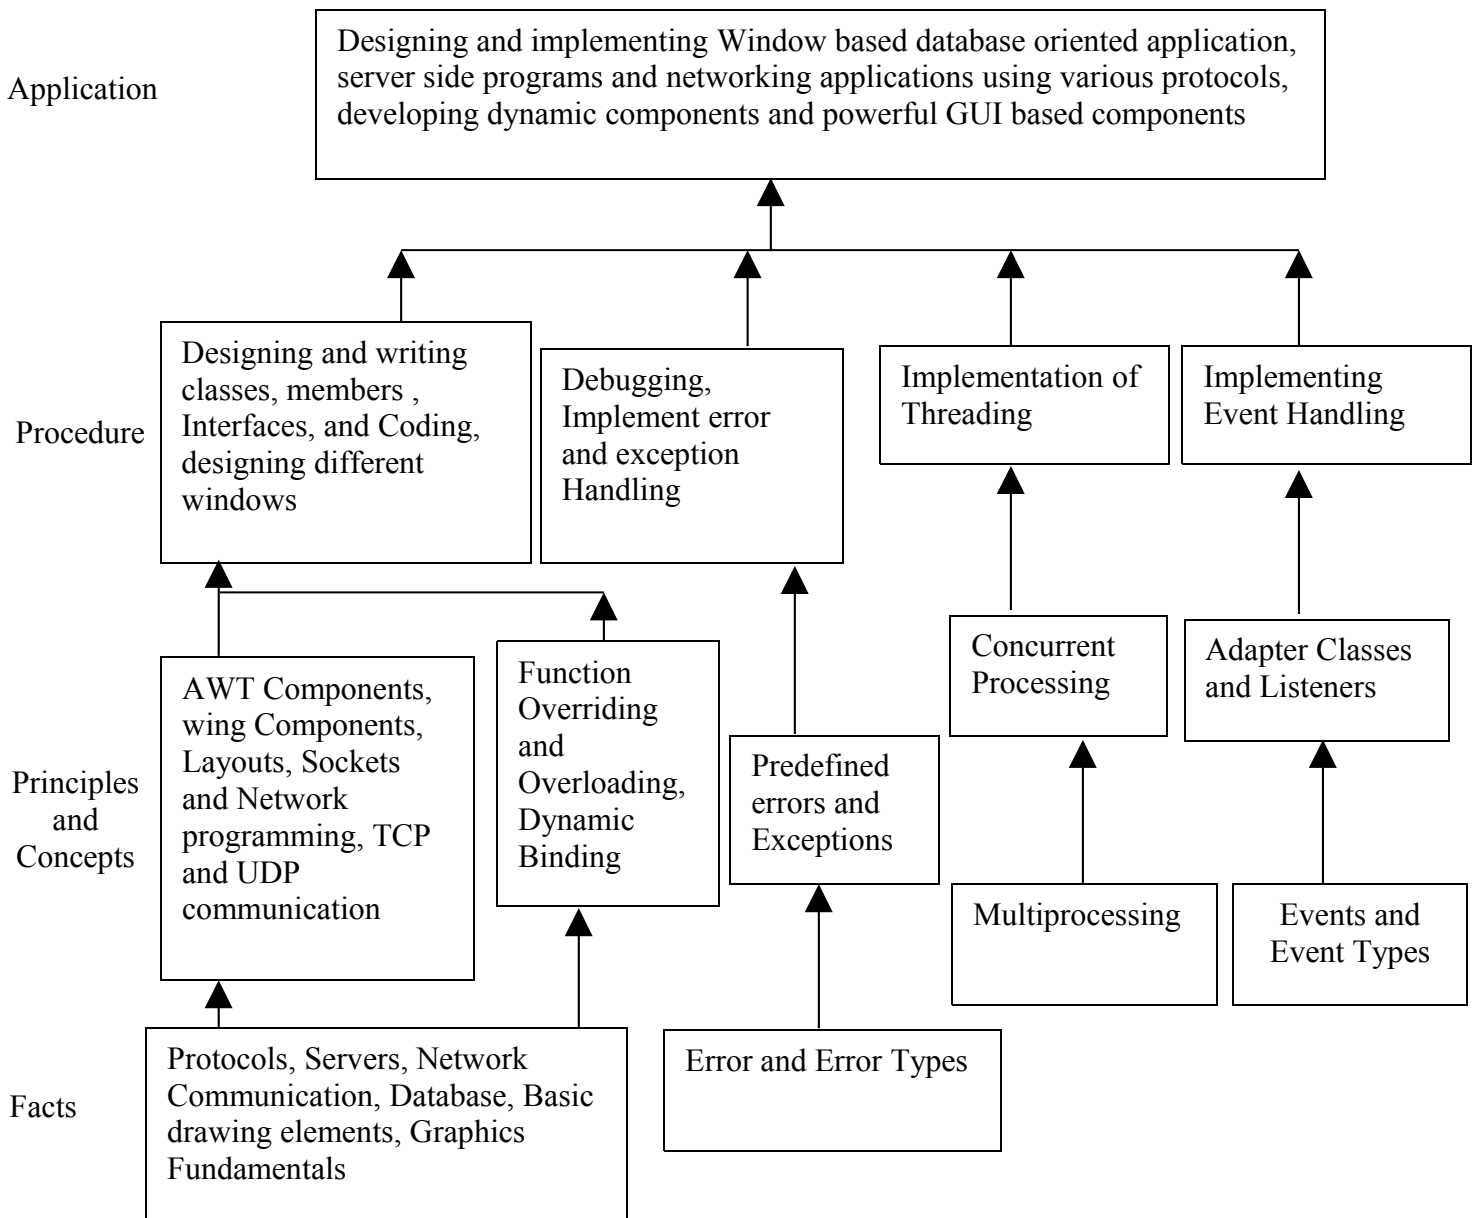 Application
Designing and implementing Window based database oriented application,
server side programs and networking applications using various protocols,
developing dynamic components and powerful GUI based components
Procedure
Designing and writing
classes, members ,
Interfaces, and Coding,
designing different
windows
Debugging,
Implement error
and exception
Handling
Implementation of
Threading
Implementing
Event Handling
Principles
and
Concepts
AWT Components,
wing Components,
Layouts, Sockets
and Network
programming, TCP
and UDP
communication
Function
Overriding
and
Overloading,
Dynamic
Binding
Predefined
errors and
Exceptions
Concurrent
Processing
Adapter Classes
and Listeners
Multiprocessing
Events and
Event Types
Facts
Protocols, Servers, Network
Communication, Database, Basic
drawing elements, Graphics
Fundamentals
Error and Error Types